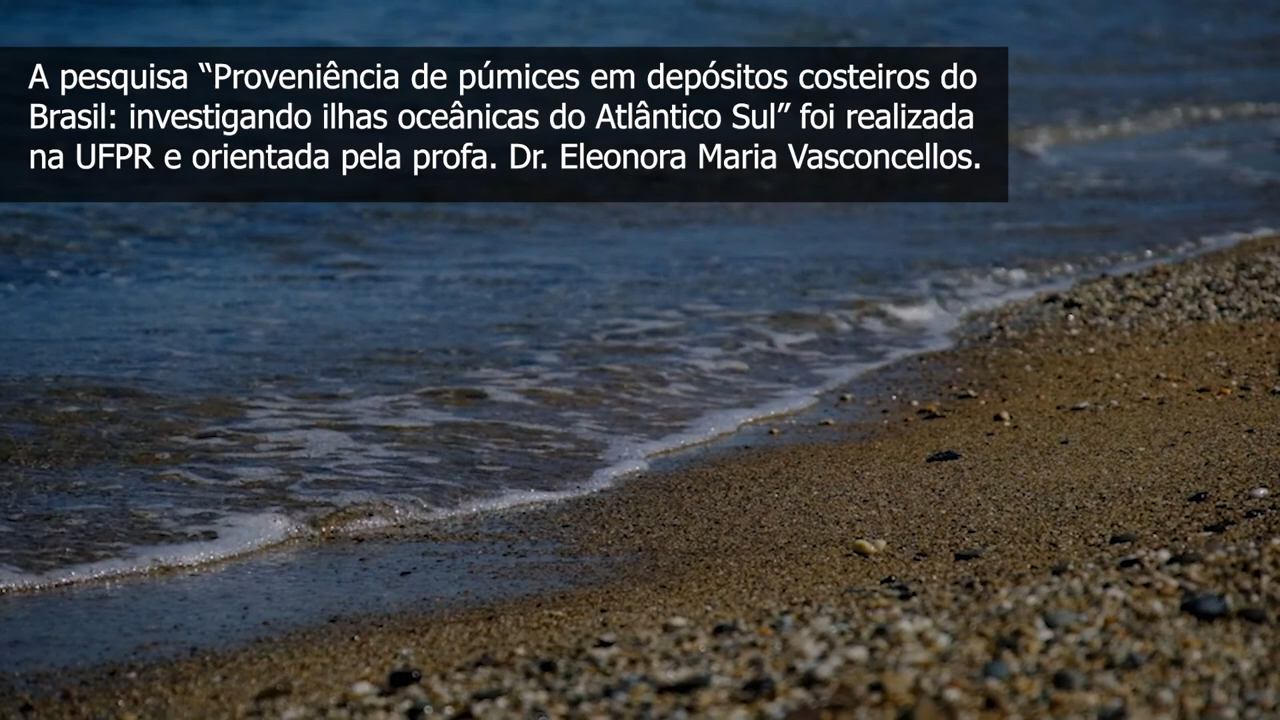 A pesquisa “Proveniência de púmices em depósitos costeiros do
Brasil: investigando ilhas oceânicas do Atlântico Sul” foi realizada
na UFPR e orientada pela profa. Dr. Eleonora Maria Vasconcellos.